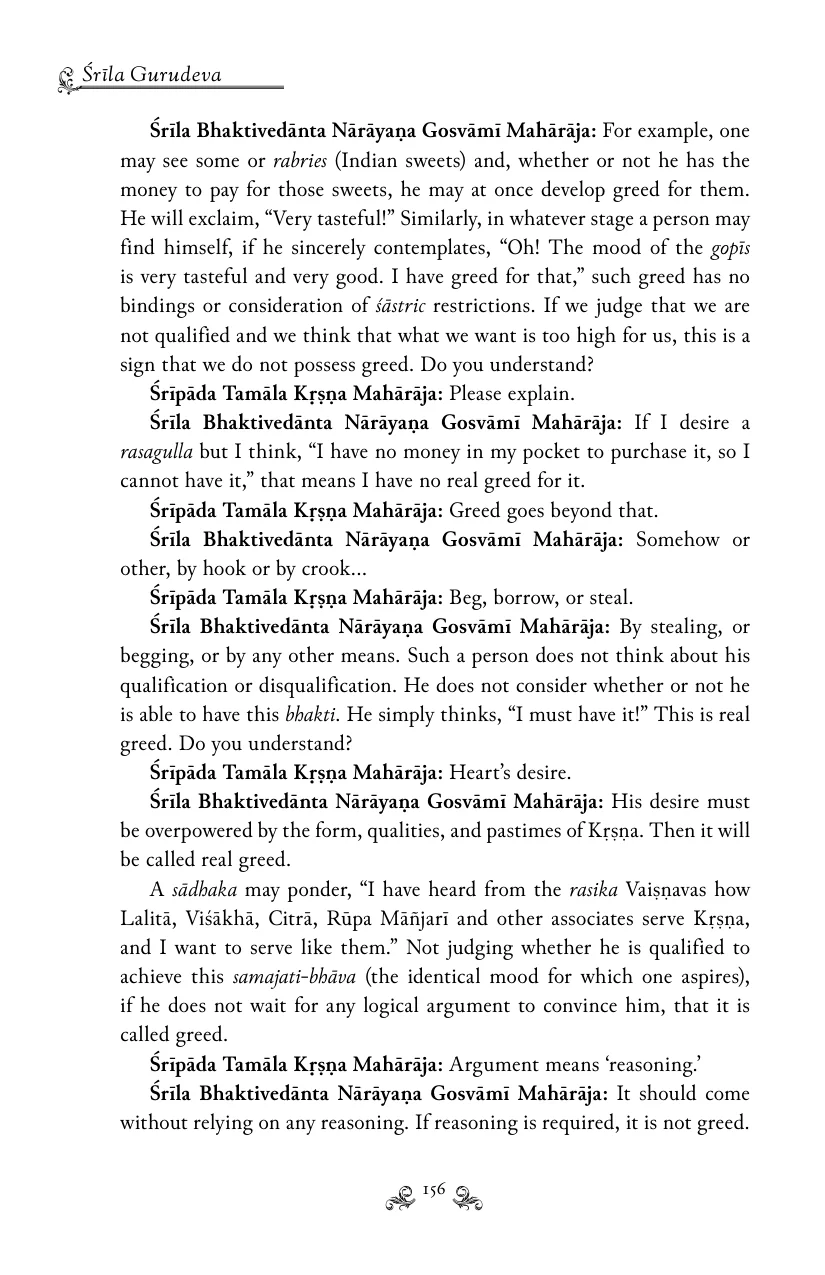 Śrīla Gurudeva
Śrīla Bhaktivedānta Nārāyaṇa Gosvāmī Mahārāja: For example, one
may see some or rabries (Indian sweets) and, whether or not he has the
money to pay for those sweets, he may at once develop greed for them.
He will exclaim, “Very tasteful!” Similarly, in whatever stage a person may
find himself, if he sincerely contemplates, “Oh! The mood of the gopīs
is very tasteful and very good. I have greed for that,” such greed has no
bindings or consideration of śāstric restrictions. If we judge that we are
not qualified and we think that what we want is too high for us, this is a
sign that we do not possess greed. Do you understand?
Śrīpāda Tamāla Kṛṣṇa Mahārāja: Please explain.
Śrīla Bhaktivedānta Nārāyaṇa Gosvāmī Mahārāja: If I desire a
rasagulla but I think, “I have no money in my pocket to purchase it, so I
cannot have it,” that means I have no real greed for it.
Śrīpāda Tamāla Kṛṣṇa Mahārāja: Greed goes beyond that.
Śrīla Bhaktivedānta Nārāyaṇa Gosvāmī Mahārāja: Somehow or
other, by hook or by crook...
Śrīpāda Tamāla Kṛṣṇa Mahārāja: Beg, borrow, or steal.
Śrīla Bhaktivedānta Nārāyaṇa Gosvāmī Mahārāja: By stealing, or
begging, or by any other means. Such a person does not think about his
qualification or disqualification. He does not consider whether or not he
is able to have this bhakti. He simply thinks, “I must have it!” This is real
greed. Do you understand?
Śrīpāda Tamāla Kṛṣṇa Mahārāja: Heart’s desire.
Śrīla Bhaktivedānta Nārāyaṇa Gosvāmī Mahārāja: His desire must
be overpowered by the form, qualities, and pastimes of Kṛṣṇa. Then it will
be called real greed.
A sādhaka may ponder, “I have heard from the rasika Vaiṣṇavas how
Lalitā, Viśākhā, Citrā, Rūpa Māñjarī and other associates serve Kṛṣṇa,
and I want to serve like them.” Not judging whether he is qualified to
achieve this samajati-bhāva (the identical mood for which one aspires),
if he does not wait for any logical argument to convince him, that it is
called greed.
Śrīpāda Tamāla Kṛṣṇa Mahārāja: Argument means ‘reasoning.’
Śrīla Bhaktivedānta Nārāyaṇa Gosvāmī Mahārāja: It should come
without relying on any reasoning. If reasoning is required, it is not greed.
156